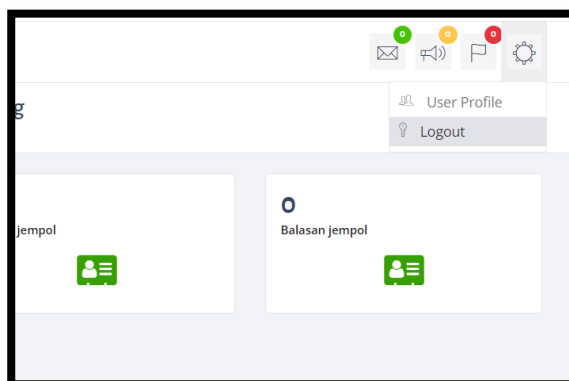 0 0 0
User Profile
g
Logout
0
jempol
Balasan jempol